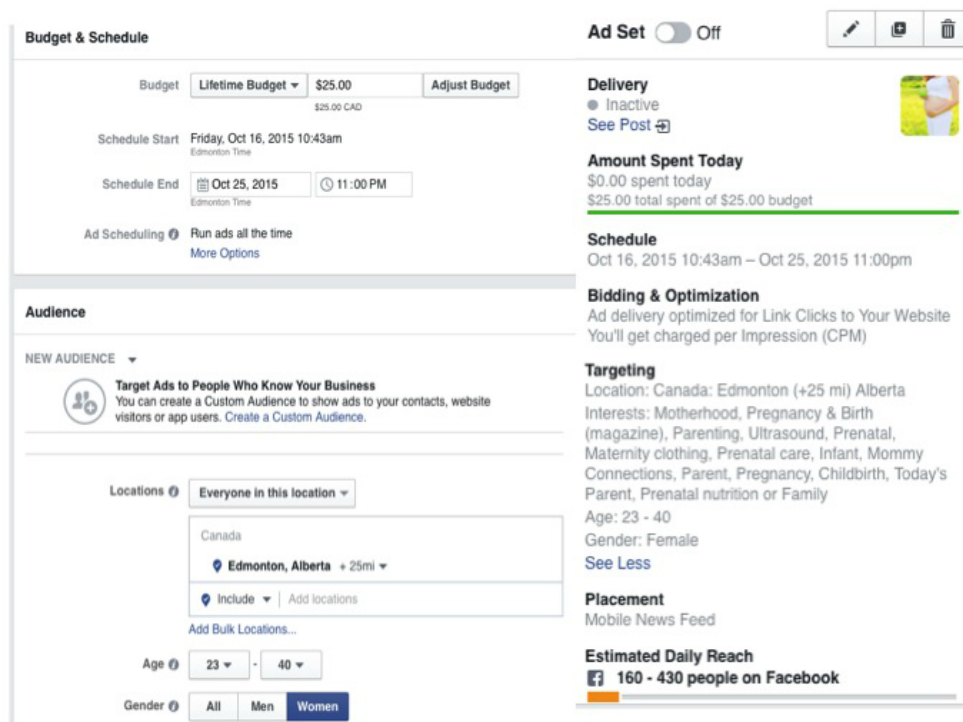 Budget & Schedule
Budget
Lifetime Budget
$25.00
Adjust Budget
$25.00 CAD
Schedule Start
Friday, Oct 16, 2015 10:43am
Edmonton Time
Schedule End
Oct 25, 2015
11:00 PM
Edmonton Time
Ad Scheduling
Run ads all the time
More Options
Audience
NEW AUDIENCE
Target Ads to People Who Know Your Business
You can create a Custom Audience to show ads to your contacts, website
visitors or app users. Create a Custom Audience.
Locations
Everyone in this location
Canada
Edmonton, Alberta + 25mi
Include
Add locations
Add Bulk Locations...
Age
23 - 40
Gender
All
Men
Women
Ad Set
Off
Delivery
Inactive
See Post
Amount Spent Today
$0.00 spent today
$25.00 total spent of $25.00 budget
Schedule
Oct 16, 2015 10:43am – Oct 25, 2015 11:00pm
Bidding & Optimization
Ad delivery optimized for Link Clicks to Your Website
You'll get charged per Impression (CPM)
Targeting
Location: Canada: Edmonton (+25 mi) Alberta
Interests: Motherhood, Pregnancy & Birth
(magazine), Parenting, Ultrasound, Prenatal,
Maternity clothing, Prenatal care, Infant, Mommy
Connections, Parent, Pregnancy, Childbirth, Today's
Parent, Prenatal nutrition or Family
Age: 23 - 40
Gender: Female
See Less
Placement
Mobile News Feed
Estimated Daily Reach
160 - 430 people on Facebook